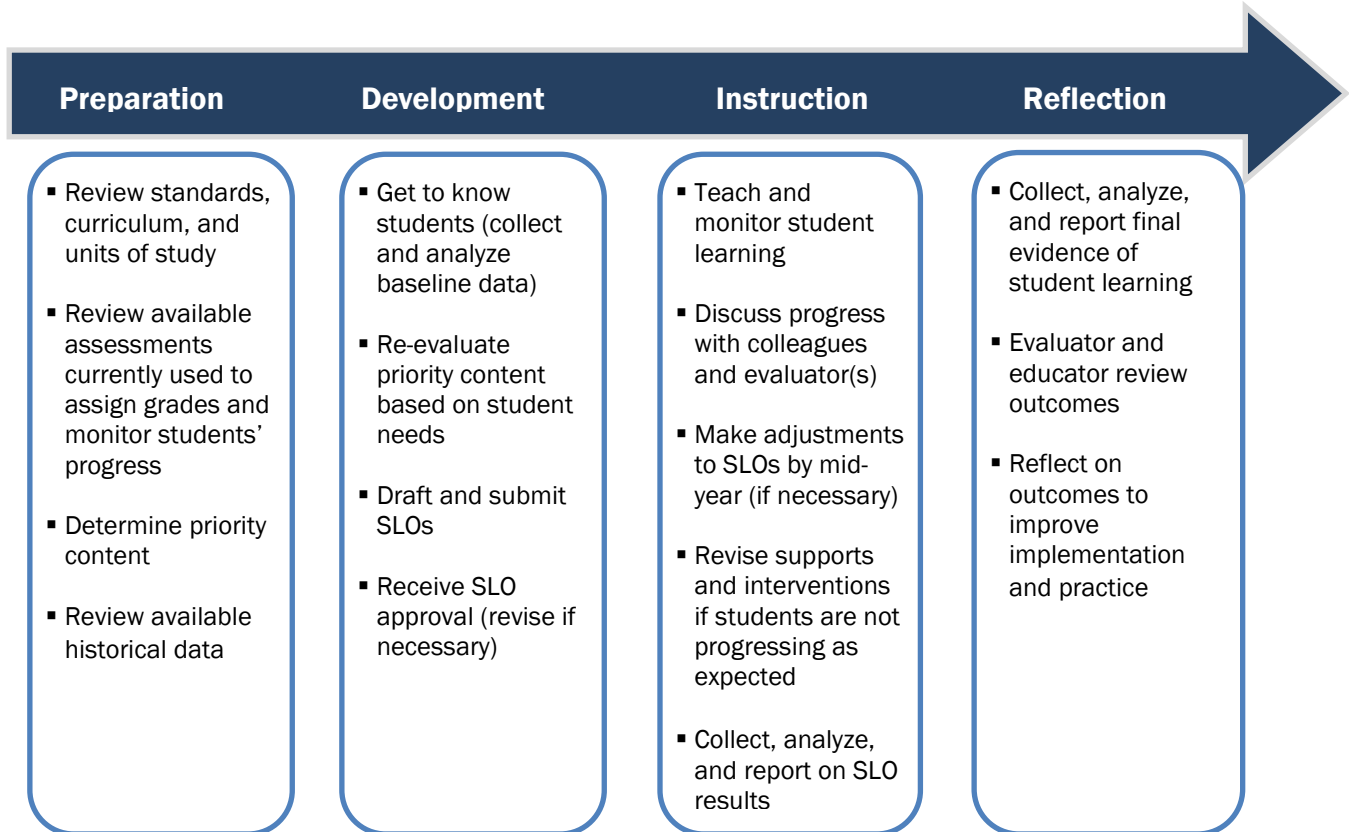 Preparation
Development
Instruction
Reflection
▪ Review standards,
curriculum, and
units of study
▪ Review available
assessments
currently used to
assign grades and
monitor students’
progress
▪ Determine priority
content
▪ Review available
historical data
▪ Get to know
students (collect
and analyze
baseline data)
▪ Re-evaluate
priority content
based on student
needs
▪ Draft and submit
SLOs
▪ Receive SLO
approval (revise if
necessary)
▪ Teach and
monitor student
learning
▪ Discuss progress
with colleagues
and evaluator(s)
▪ Make adjustments
to SLOs by mid-
year (if necessary)
▪ Revise supports
and interventions
if students are not
progressing as
expected
▪ Collect, analyze,
and report on SLO
results
▪ Collect, analyze,
and report final
evidence of
student learning
▪ Evaluator and
educator review
outcomes
▪ Reflect on
outcomes to
improve
implementation
and practice